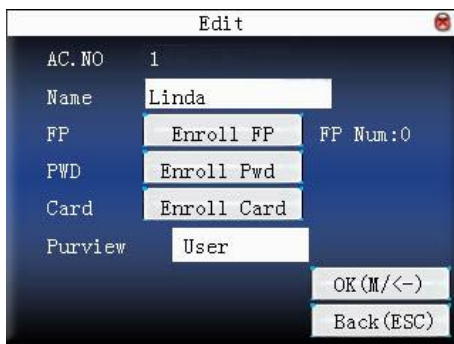 Edit
AC.NO 1
Name Linda
FP Enroll FP FP Num:0
PWD Enroll Pwd
Card Enroll Card
Purview User
OK(M/<-)
Back(ESC)